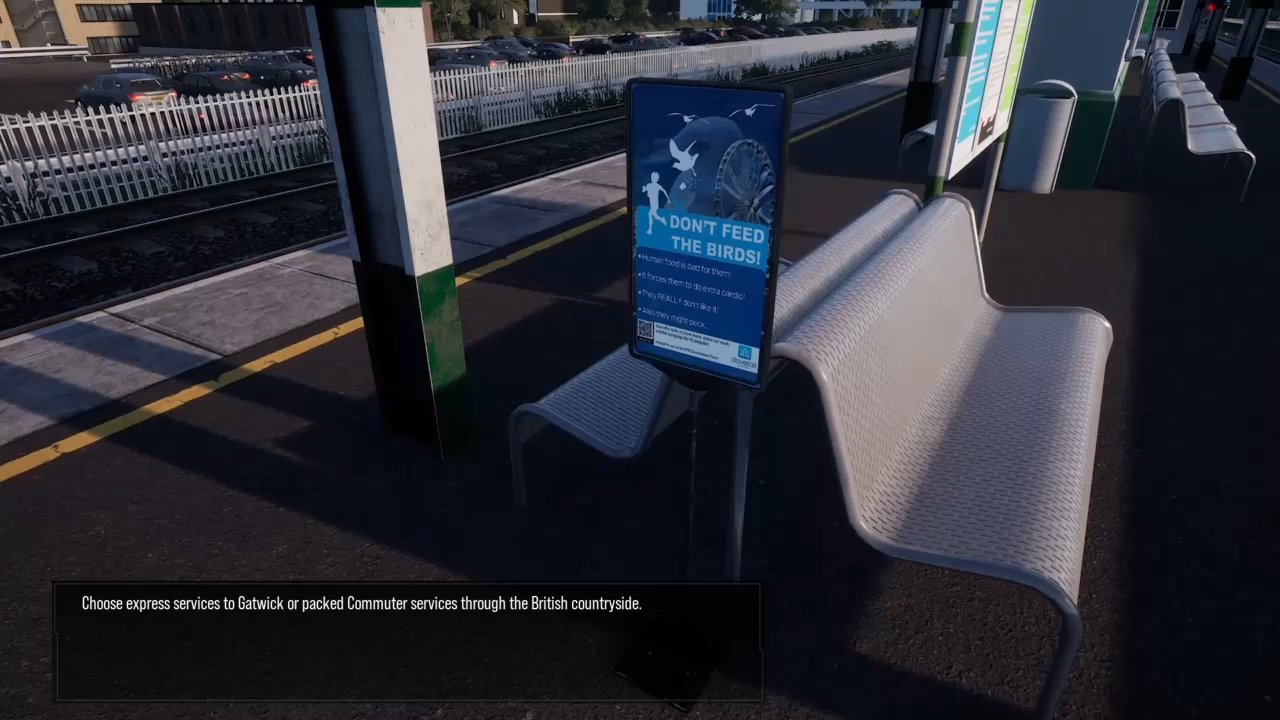 DON'T FEED
THE BIRDS!
• Human food is bad for them!
• It forces them to do extra cardio!
• They REALLY don't like it!
• Also they might peck..
Choose express services to Gatwick or packed Commuter services through the British countryside.